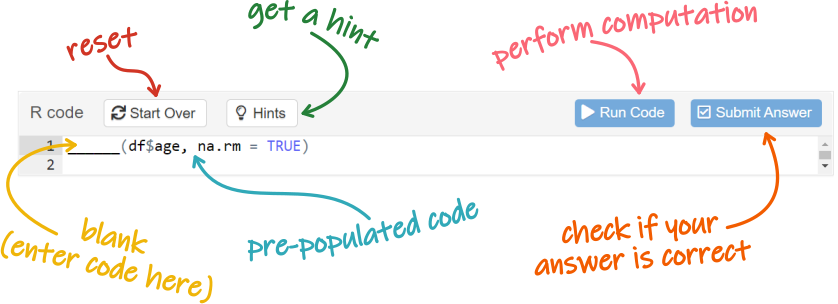 reset
get a hint
perform computation
R code
Start Over
Hints
Run Code
Submit Answer
1 ______(df$age, na.rm = TRUE)
2
blank
(enter code here)
pre-populated code
check if your
answer is correct